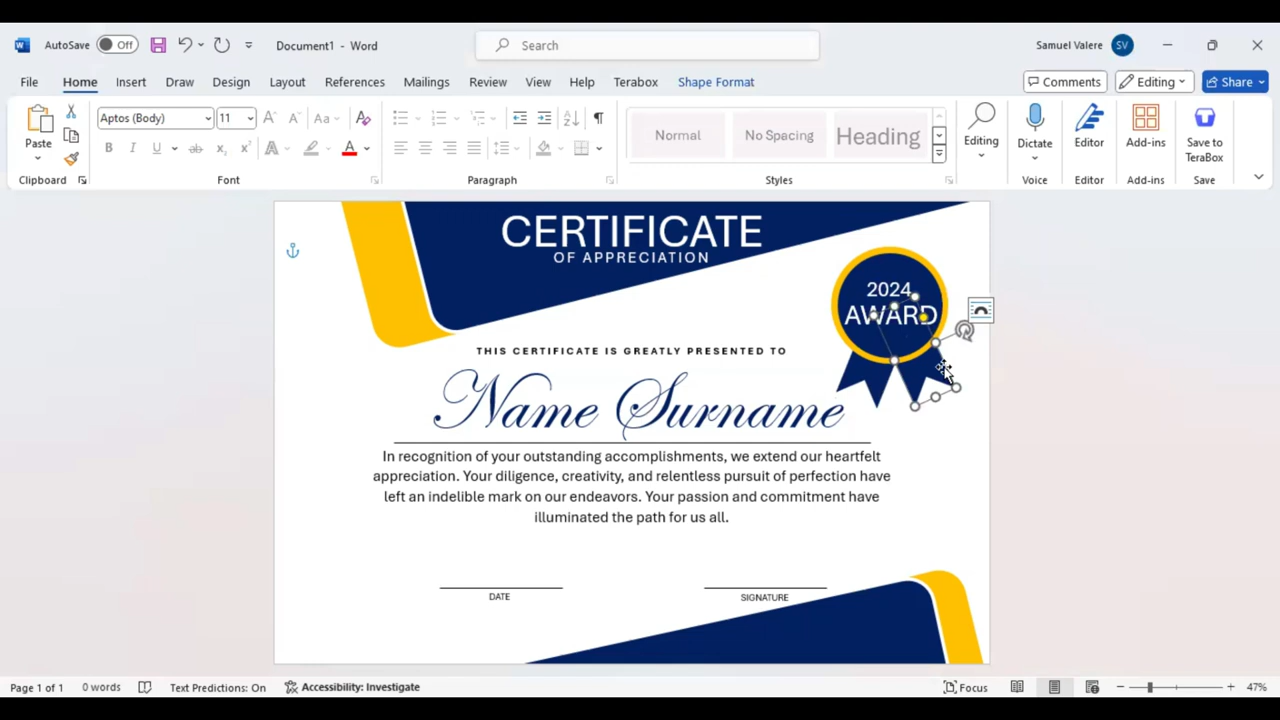 AutoSave Off Document1 - Word Search Samuel Valere SV
File Home Insert Draw Design Layout References Mailings Review View Help Terabox Shape Format Comments Editing Share
Paste Aptos (Body) 11 Normal No Spacing Heading Editing Dictate Editor Add-ins Save to TeraBox
Clipboard Font Paragraph Styles Voice Editor Add-ins Save
CERTIFICATE
OF APPRECIATION
2024
AWARD
THIS CERTIFICATE IS GREATLY PRESENTED TO
Name Surname
In recognition of your outstanding accomplishments, we extend our heartfelt
appreciation. Your diligence, creativity, and relentless pursuit of perfection have
left an indelible mark on our endeavors. Your passion and commitment have
illuminated the path for us all.
DATE SIGNATURE
Page 1 of 1 0 words Text Predictions: On Accessibility: Investigate Focus 47%